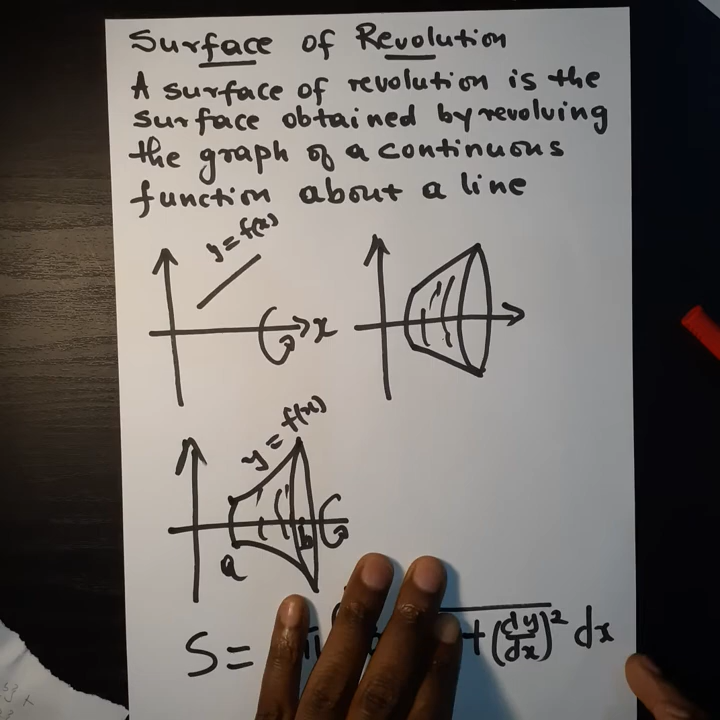 Surface of Revolution
A surface of revolution is the
surface obtained by revolving
the graph of a continuous
function about a line
y = f(x)
x
y = f(x)
a
b
S = + (dy/dx)² dx